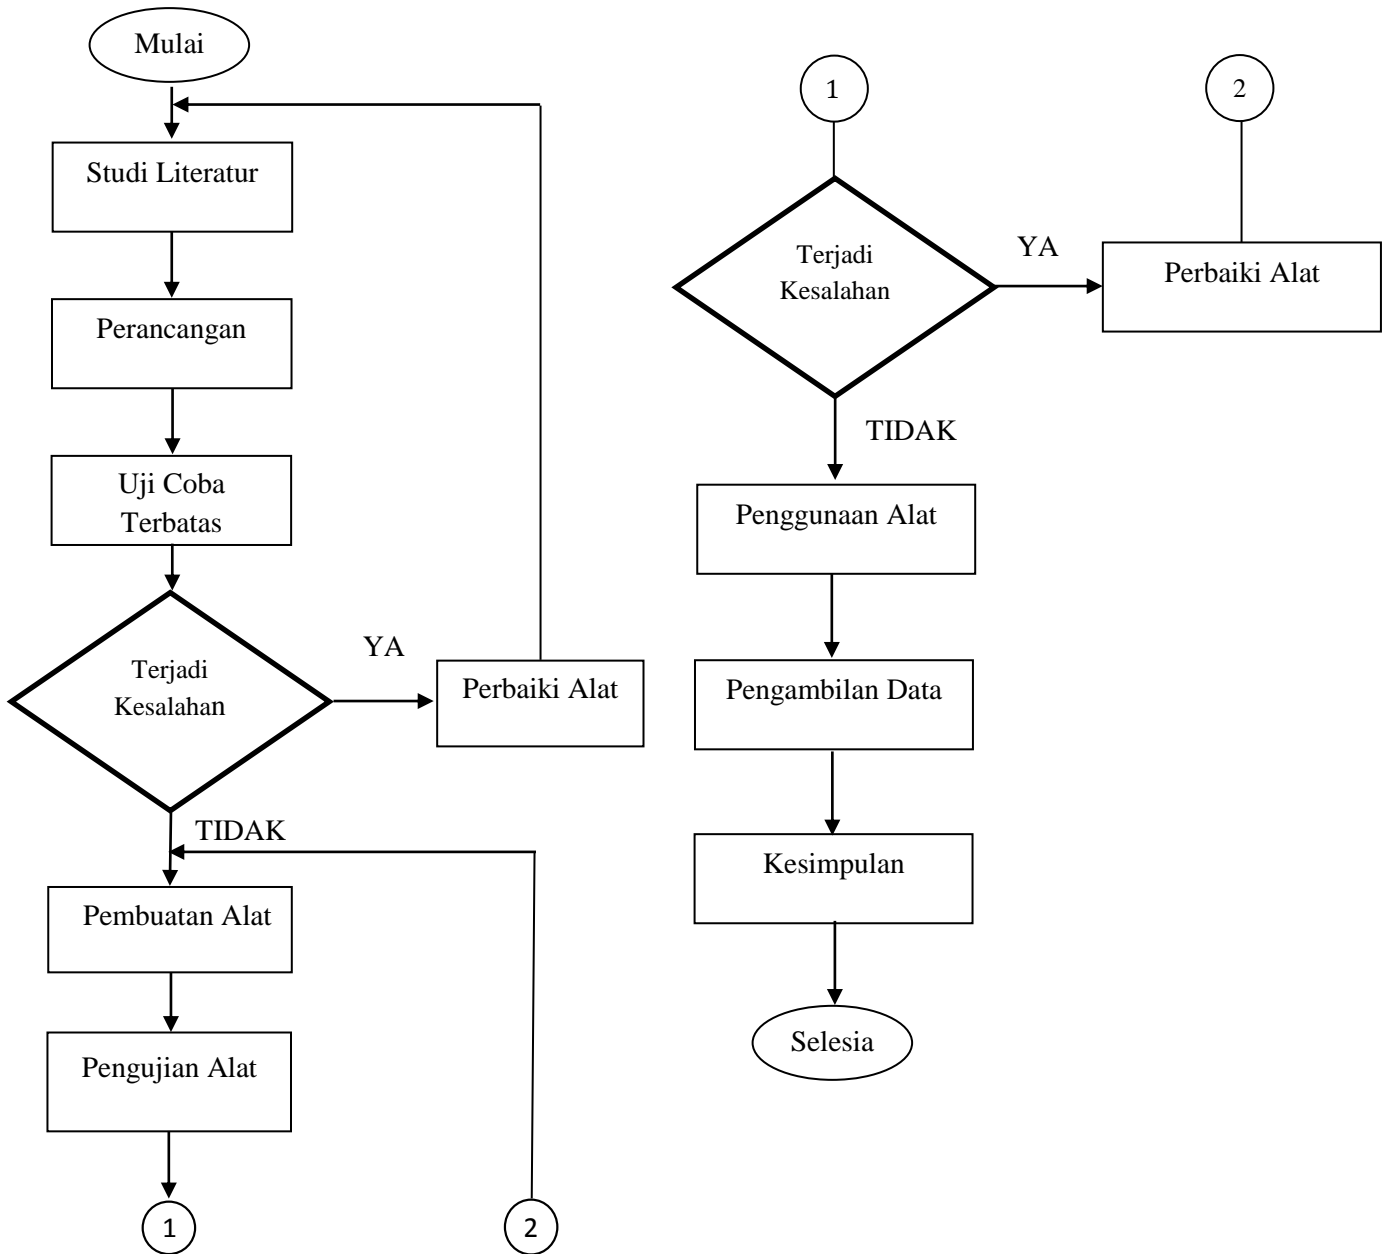 Mulai
Studi Literatur
Perancangan
Uji Coba
Terbatas
Terjadi
Kesalahan
YA
Perbaiki Alat
TIDAK
Pembuatan Alat
Pengujian Alat
1
2
1
2
Terjadi
Kesalahan
YA
Perbaiki Alat
TIDAK
Penggunaan Alat
Pengambilan Data
Kesimpulan
Selesia